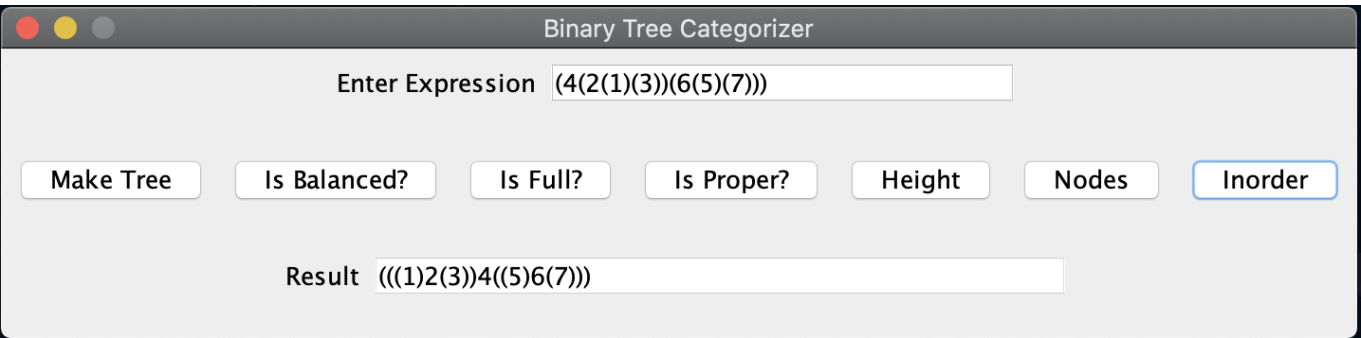 Binary Tree Categorizer
Enter Expression (4(2(1)(3))(6(5)(7)))
Make Tree Is Balanced? Is Full? Is Proper? Height Nodes Inorder
Result (((1)2(3))4((5)6(7)))